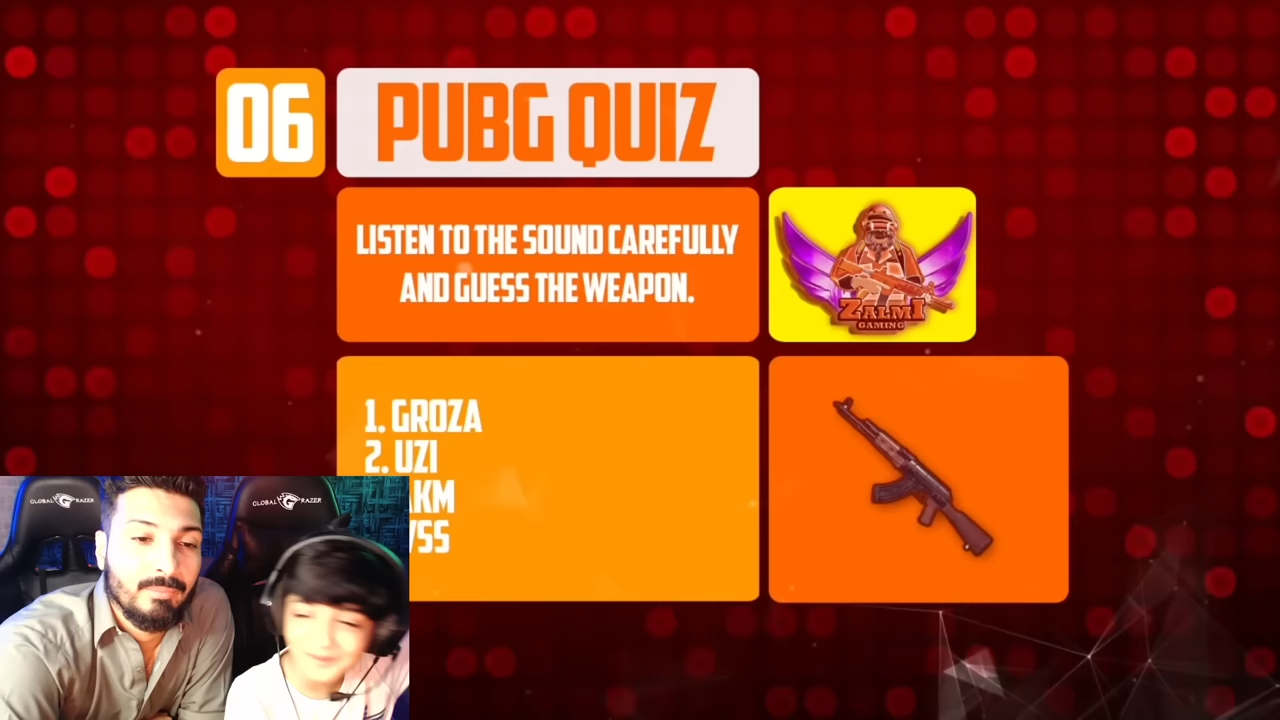 06
PUBG QUIZ
LISTEN TO THE SOUND CAREFULLY
AND GUESS THE WEAPON.
ZALMI
GAMING
1. GROZA
2. UZI
AKM
VSS
GLOBAL RAZER
GLOBAL RAZER